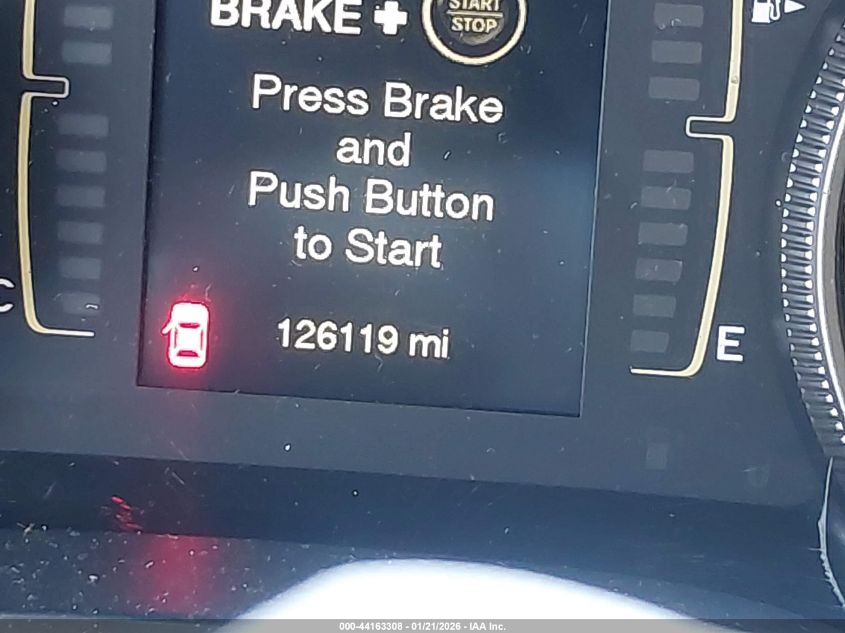 START
STOP
BRAKE +
Press Brake
and
Push Button
to Start
126119 mi
C
E
000-44163308 - 01/21/2026 - IAA Inc.